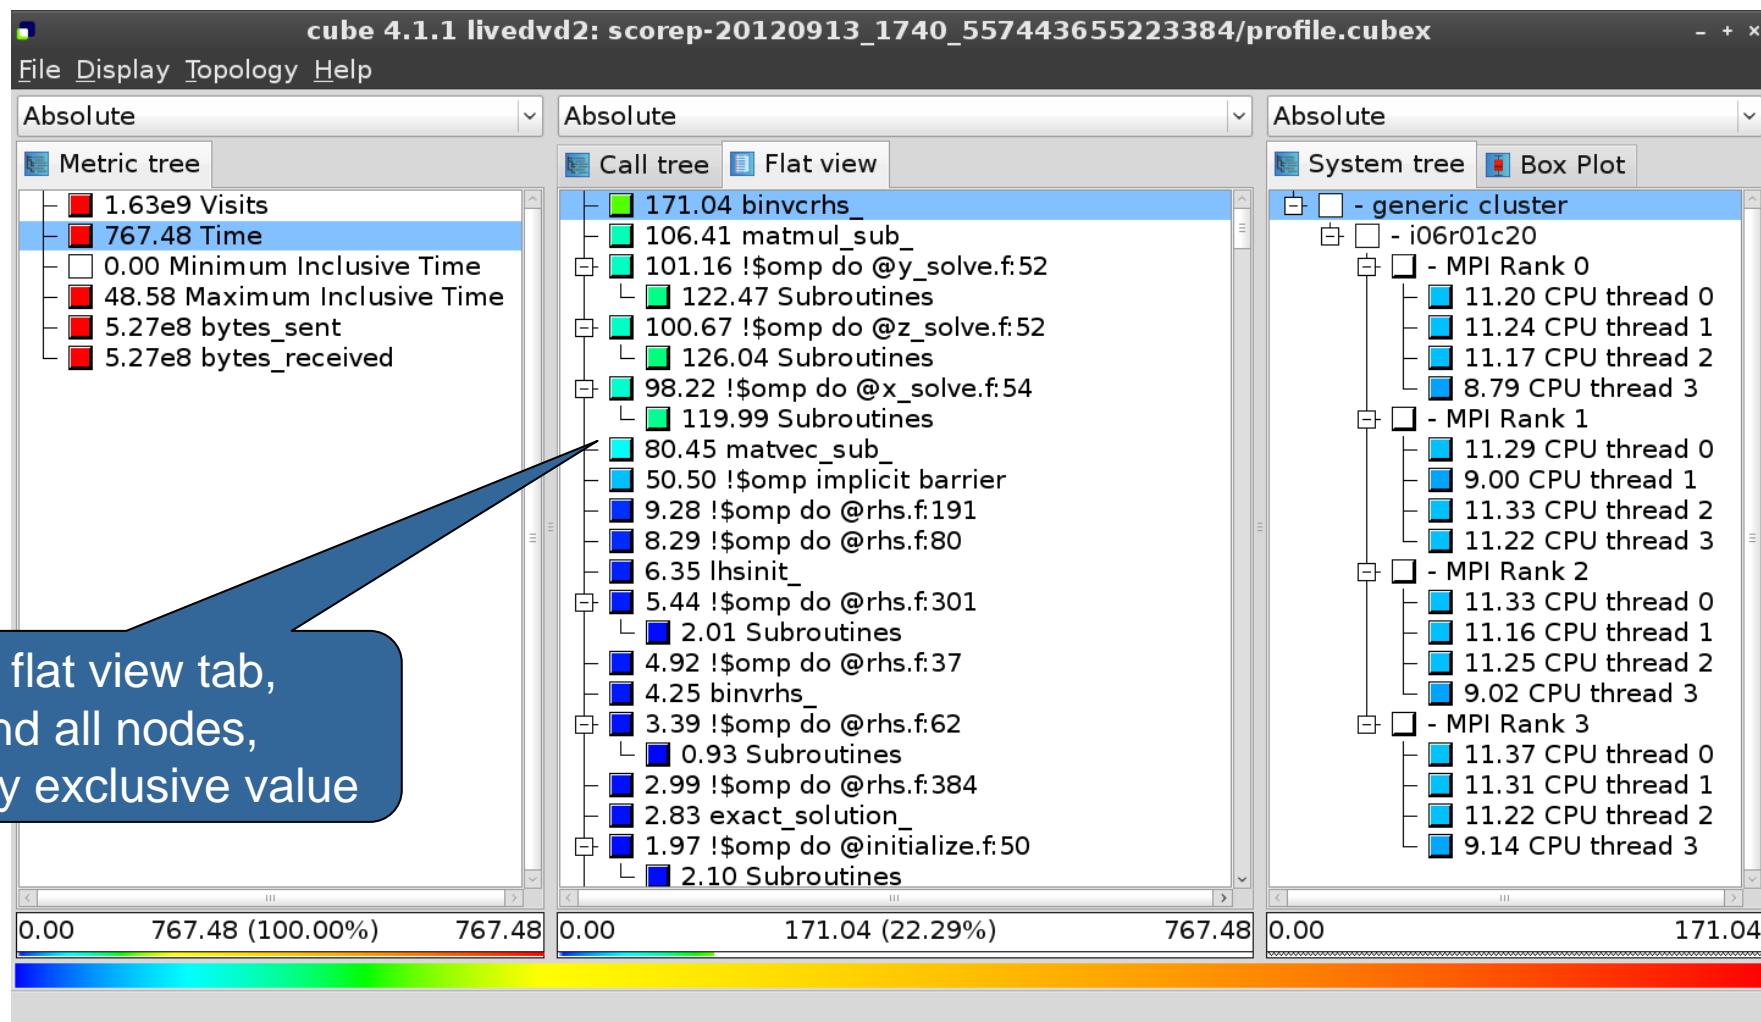 cube 4.1.1 livedvd2: scorep-20120913_1740_557443655223384/profile.cubex
File Display Topology Help
Absolute
Metric tree
1.63e9 Visits
767.48 Time
0.00 Minimum Inclusive Time
48.58 Maximum Inclusive Time
5.27e8 bytes_sent
5.27e8 bytes_received
flat view tab,
nd all nodes,
y exclusive value
0.00 767.48 (100.00%) 767.48
Absolute
Call tree Flat view
171.04 binvcrhs_
106.41 matmul_sub_
101.16 !$omp do @y_solve.f:52
122.47 Subroutines
100.67 !$omp do @z_solve.f:52
126.04 Subroutines
98.22 !$omp do @x_solve.f:54
119.99 Subroutines
80.45 matvec_sub_
50.50 !$omp implicit barrier
9.28 !$omp do @rhs.f:191
8.29 !$omp do @rhs.f:80
6.35 lhsinit_
5.44 !$omp do @rhs.f:301
2.01 Subroutines
4.92 !$omp do @rhs.f:37
4.25 binvrhs_
3.39 !$omp do @rhs.f:62
0.93 Subroutines
2.99 !$omp do @rhs.f:384
2.83 exact_solution_
1.97 !$omp do @initialize.f:50
2.10 Subroutines
0.00 171.04 (22.29%) 767.48
Absolute
System tree Box Plot
- generic cluster
- i06r01c20
- MPI Rank 0
11.20 CPU thread 0
11.24 CPU thread 1
11.17 CPU thread 2
8.79 CPU thread 3
- MPI Rank 1
11.29 CPU thread 0
9.00 CPU thread 1
11.33 CPU thread 2
11.22 CPU thread 3
- MPI Rank 2
11.33 CPU thread 0
11.16 CPU thread 1
11.25 CPU thread 2
9.02 CPU thread 3
- MPI Rank 3
11.37 CPU thread 0
11.31 CPU thread 1
11.22 CPU thread 2
9.14 CPU thread 3
0.00 171.04